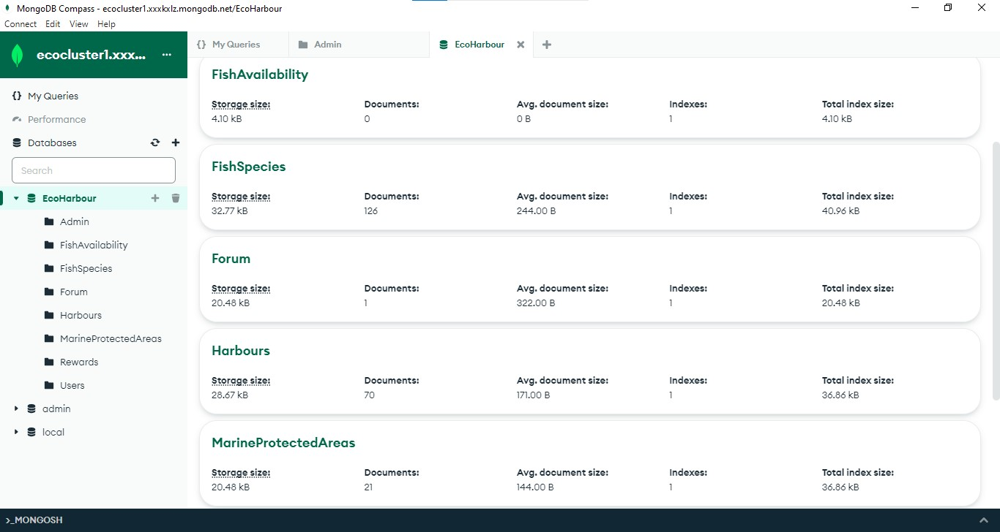 MongoDB Compass - ecocluster1.xxxkxlz.mongodb.net/EcoHarbour
Connect Edit View Help
ecocluster1.xxx... ...
My Queries
Performance
Databases
Search
EcoHarbour
Admin
FishAvailability
FishSpecies
Forum
Harbours
MarineProtectedAreas
Rewards
Users
admin
local
{} My Queries Admin EcoHarbour
FishAvailability
Storage size: Documents: Avg. document size: Indexes: Total index size:
4.10 kB 0 0 B 1 4.10 kB
FishSpecies
Storage size: Documents: Avg. document size: Indexes: Total index size:
32.77 kB 126 244.00 B 1 40.96 kB
Forum
Storage size: Documents: Avg. document size: Indexes: Total index size:
20.48 kB 1 322.00 B 1 20.48 kB
Harbours
Storage size: Documents: Avg. document size: Indexes: Total index size:
28.67 kB 70 171.00 B 1 36.86 kB
MarineProtectedAreas
Storage size: Documents: Avg. document size: Indexes: Total index size:
20.48 kB 21 144.00 B 1 36.86 kB
>_MONGOSH